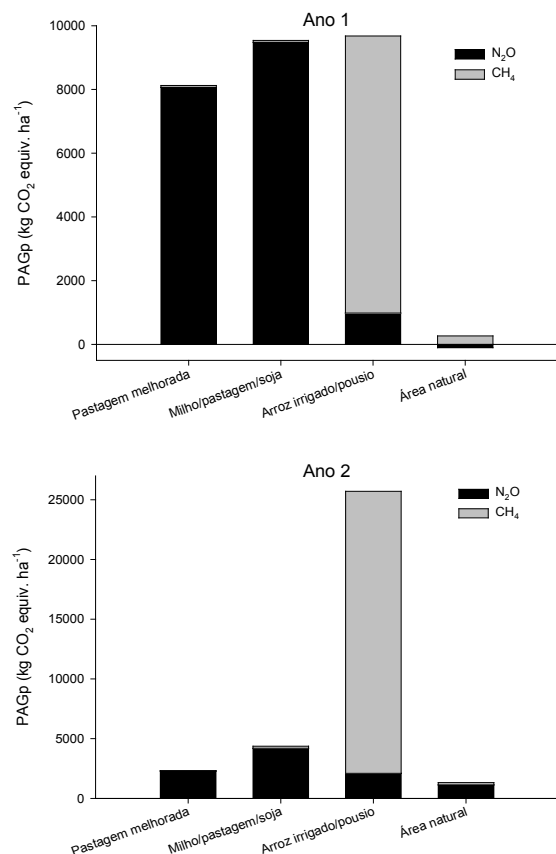 Ano 1
10000
8000
6000
4000
2000
0
PAGp (kg CO₂ equiv. ha⁻¹)
N₂O
CH₄
Pastagem melhorada
Milho/pastagem/soja
Arroz irrigado/pousio
Área natural
Ano 2
25000
20000
15000
10000
5000
0
PAGp (kg CO₂ equiv. ha⁻¹)
N₂O
CH₄
Pastagem melhorada
Milho/pastagem/soja
Arroz irrigado/pousio
Área natural